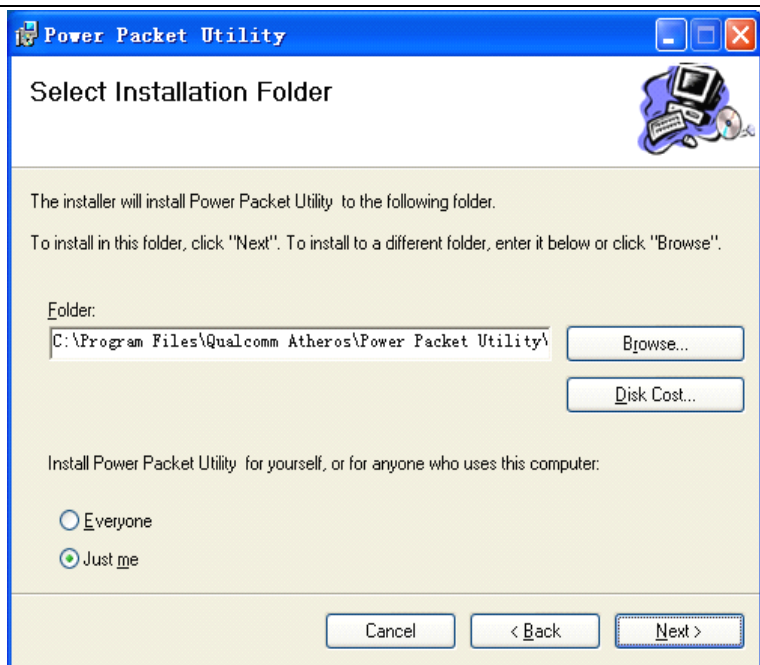 Power Packet Utility
Select Installation Folder
The installer will install Power Packet Utility to the following folder.
To install in this folder, click "Next". To install to a different folder, enter it below or click "Browse".
Folder:
C:\Program Files\Qualcomm Atheros\Power Packet Utility\
Browse...
Disk Cost...
Install Power Packet Utility for yourself, or for anyone who uses this computer:
Everyone
Just me
Cancel
< Back
Next >